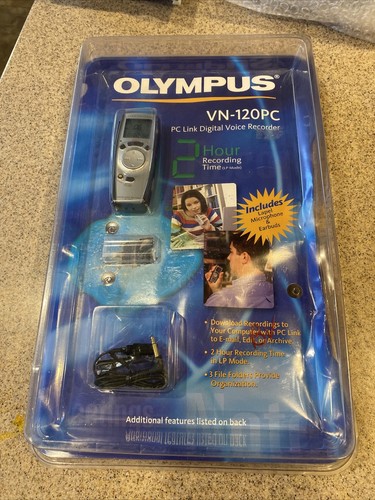 OLYMPUS®
VN-120PC
PC Link Digital Voice Recorder
2 Hour
Recording
Time (LP Mode)
Includes
Lapel
Microphone
&
Earbuds
• Download Recordings to
Your Computer with PC Link
to E-mail, Edit, or Archive.
• 2 Hour Recording Time
in LP Mode
• 3 File Folders Provide
Organization.
Additional features listed on back